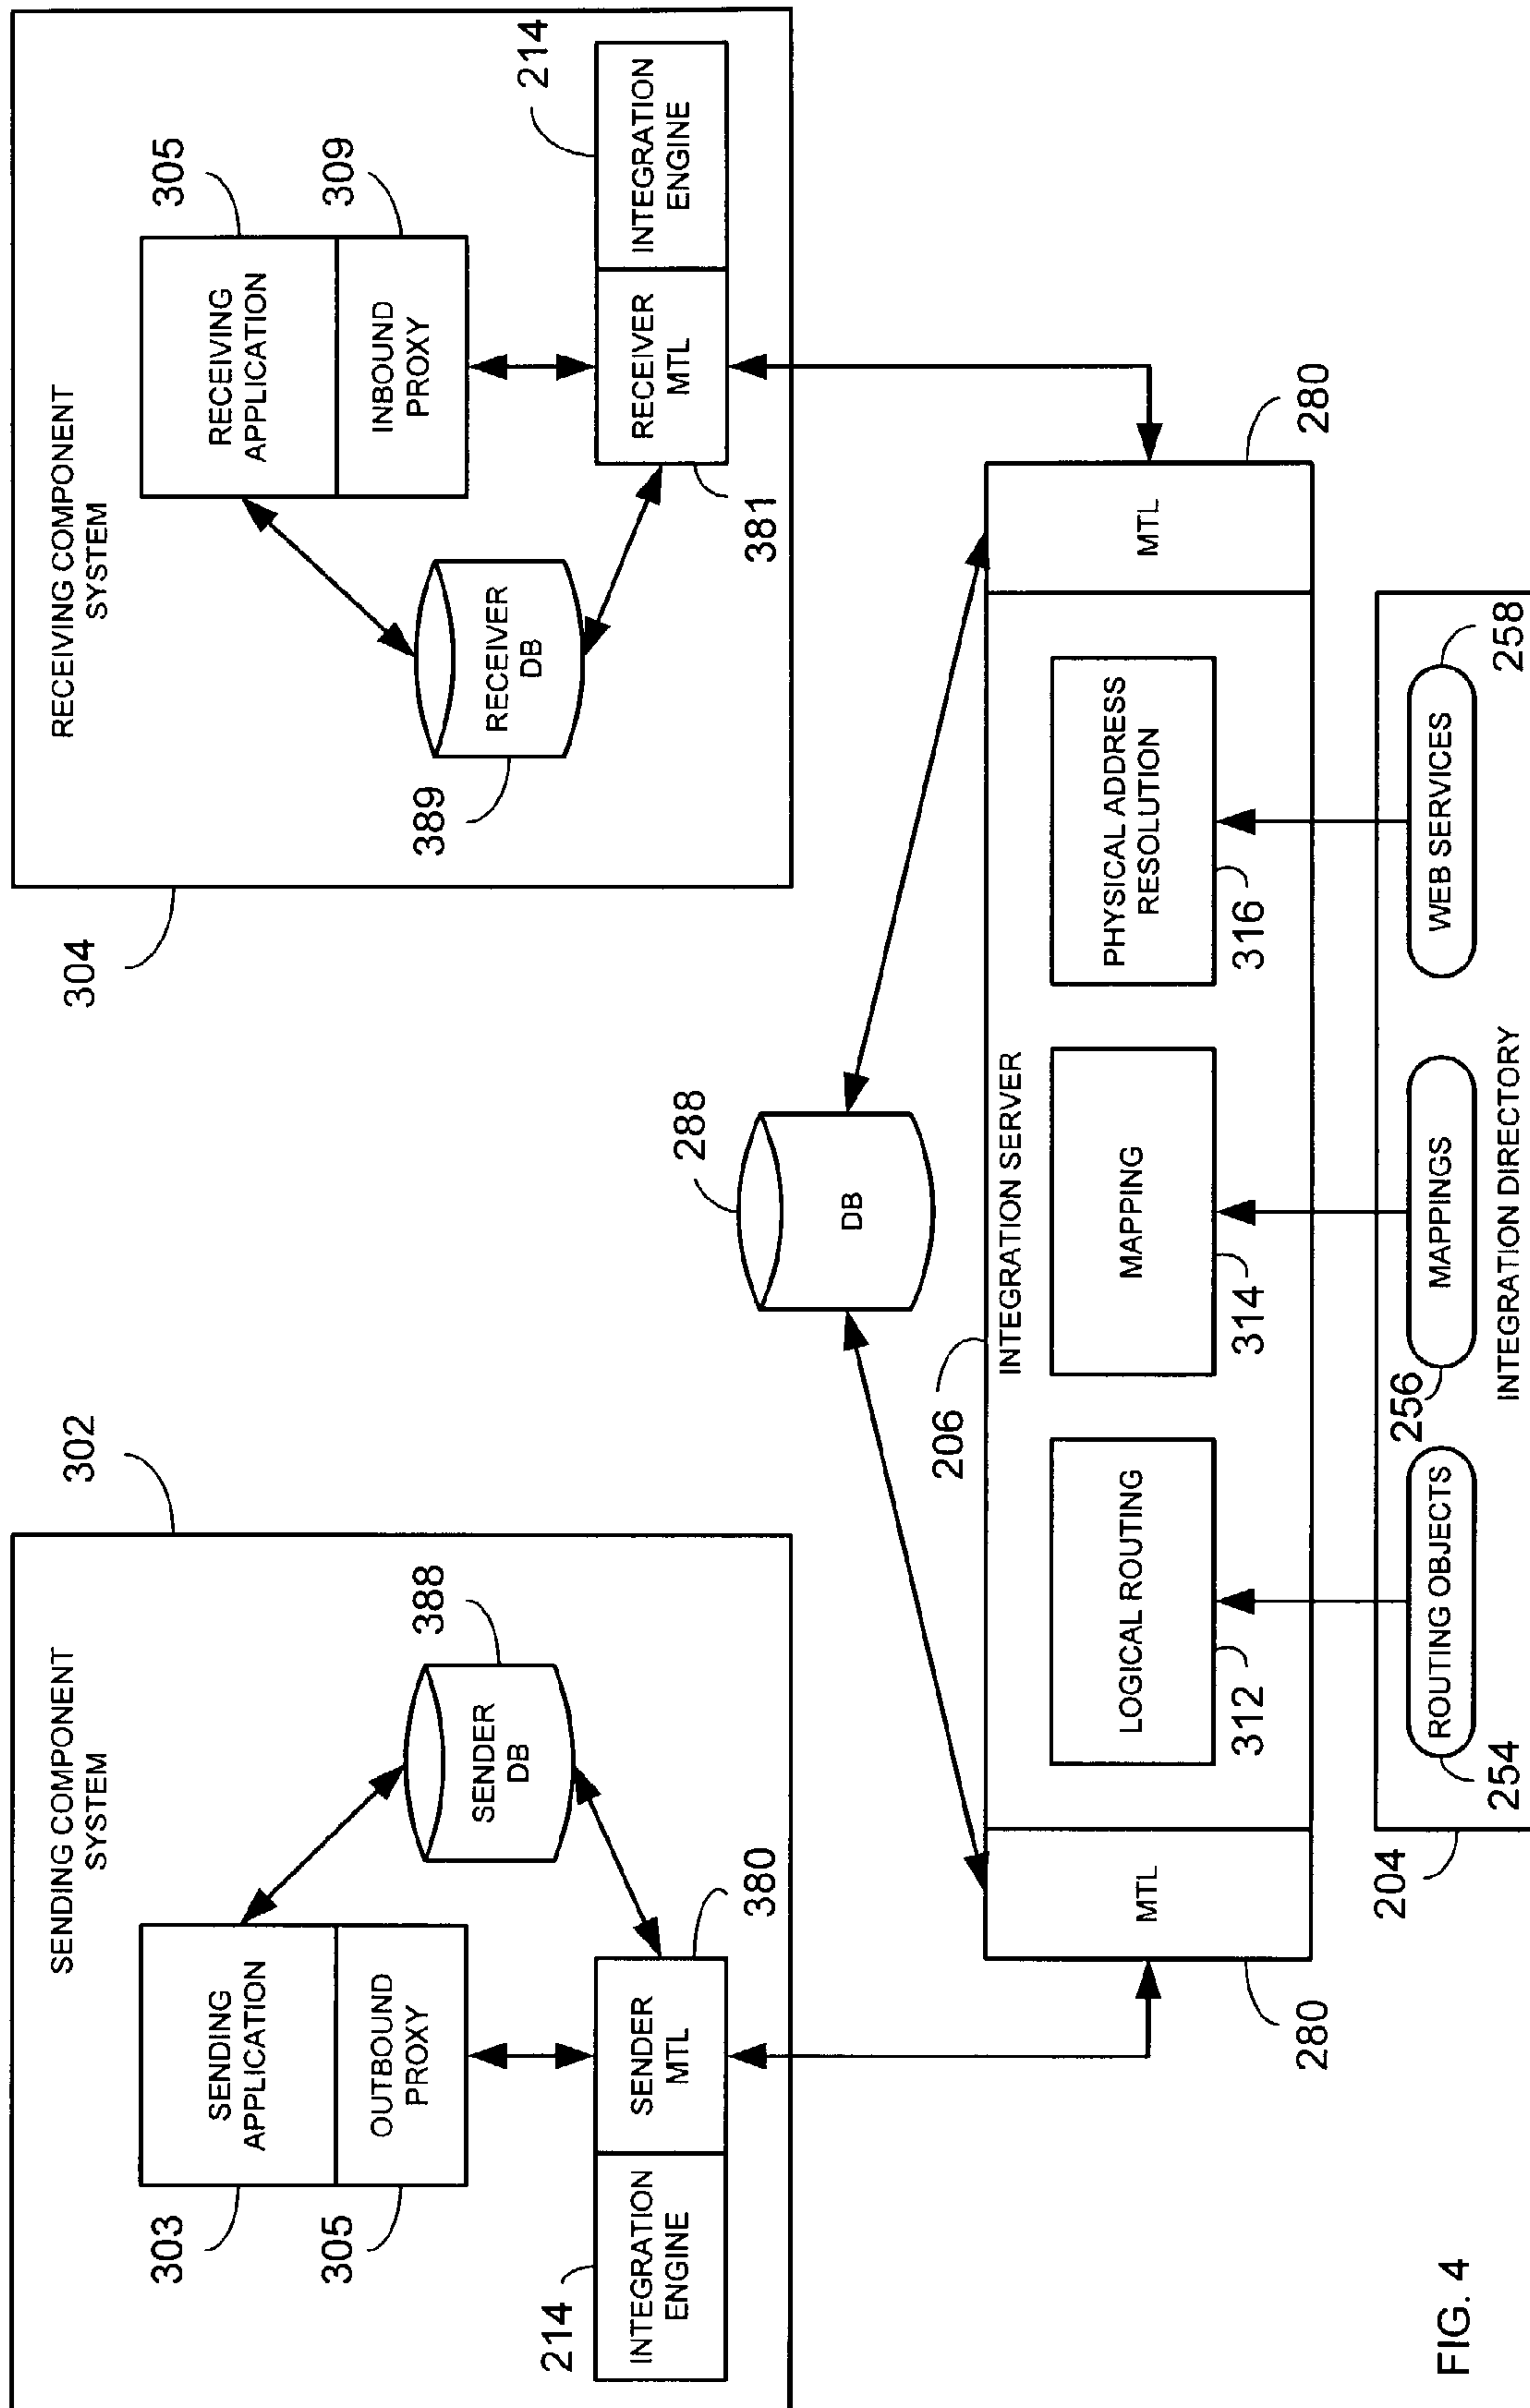 SENDING COMPONENT
SYSTEM
302
SENDING
APPLICATION
303
OUTBOUND
PROXY
305
SENDER
DB
388
INTEGRATION
ENGINE
214
SENDER
MTL
380
RECEIVING COMPONENT
SYSTEM
304
RECEIVING
APPLICATION
305
INBOUND
PROXY
309
RECEIVER
DB
389
RECEIVER
MTL
381
INTEGRATION
ENGINE
214
DB
288
206
INTEGRATION SERVER
MTL
280
LOGICAL ROUTING
312
MAPPING
314
PHYSICAL ADDRESS
RESOLUTION
316
MTL
280
204
ROUTING OBJECTS
254
MAPPINGS
256
WEB SERVICES
258
INTEGRATION DIRECTORY
FIG. 4